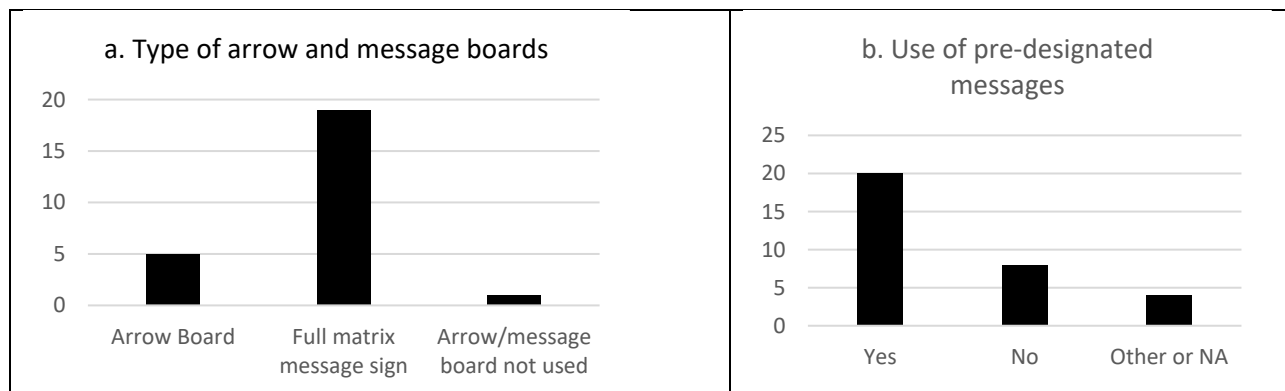 a. Type of arrow and message boards
20
15
10
5
0
Arrow Board
Full matrix
message sign
Arrow/message
board not used
b. Use of pre-designated
messages
25
20
15
10
5
0
Yes
No
Other or NA